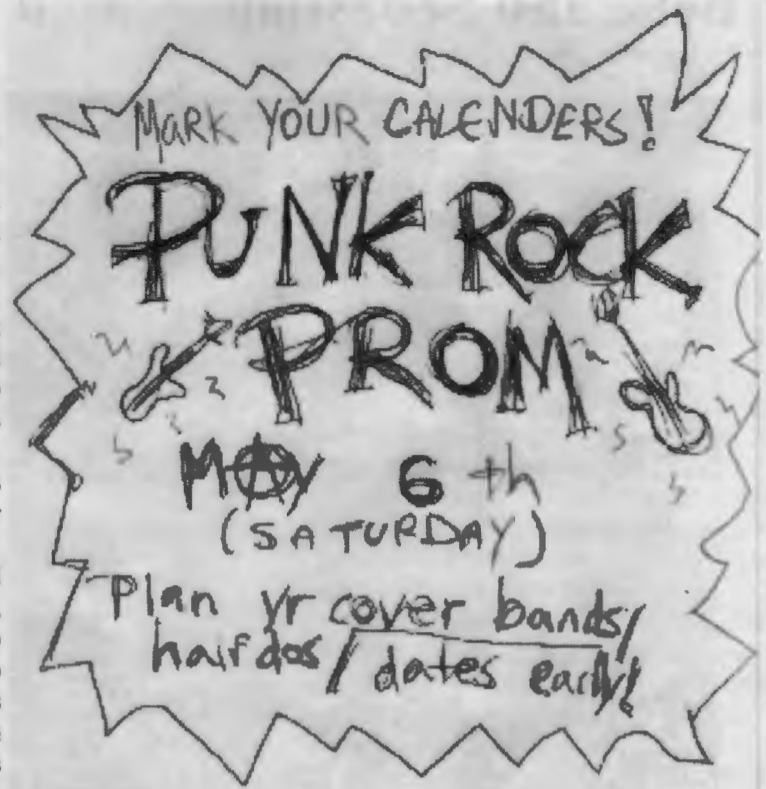 MARK YOUR CALENDERS!
PUNK ROCK
PROM
MAY 6th
(SATURDAY)
Plan yr cover bands/
hairdos/dates early!